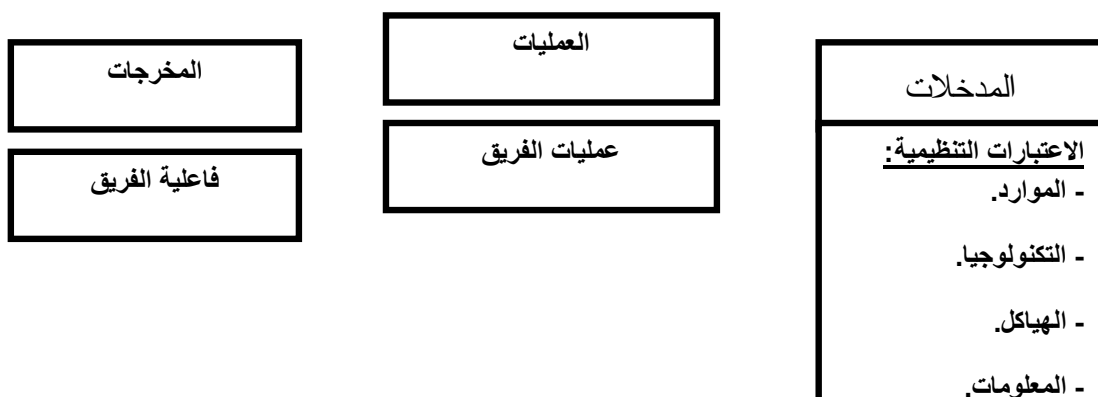 المدخلات
الاعتبارات التنظيمية:
- الموارد.
- التكنولوجيا.
- الهياكل.
- المعلومات.
العمليات
عمليات الفريق
المخرجات
فاعلية الفريق